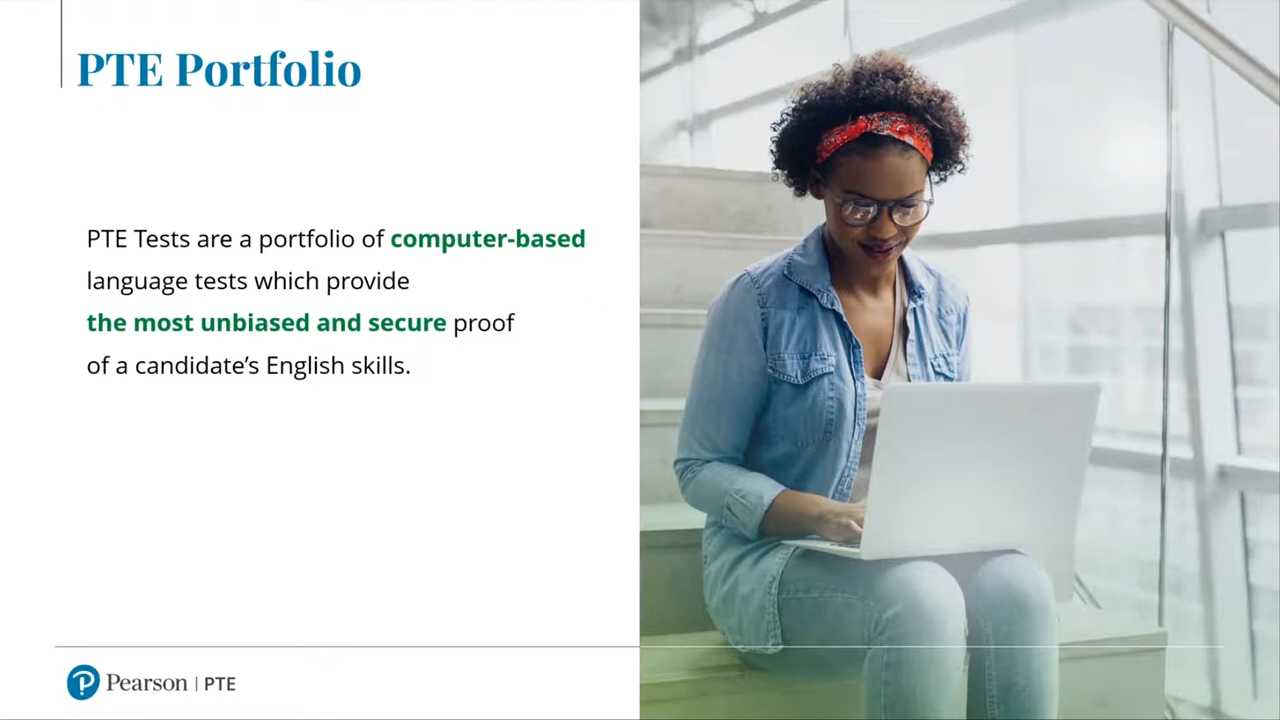 PTE Portfolio
PTE Tests are a portfolio of computer-based
language tests which provide
the most unbiased and secure proof
of a candidate’s English skills.
Pearson | PTE